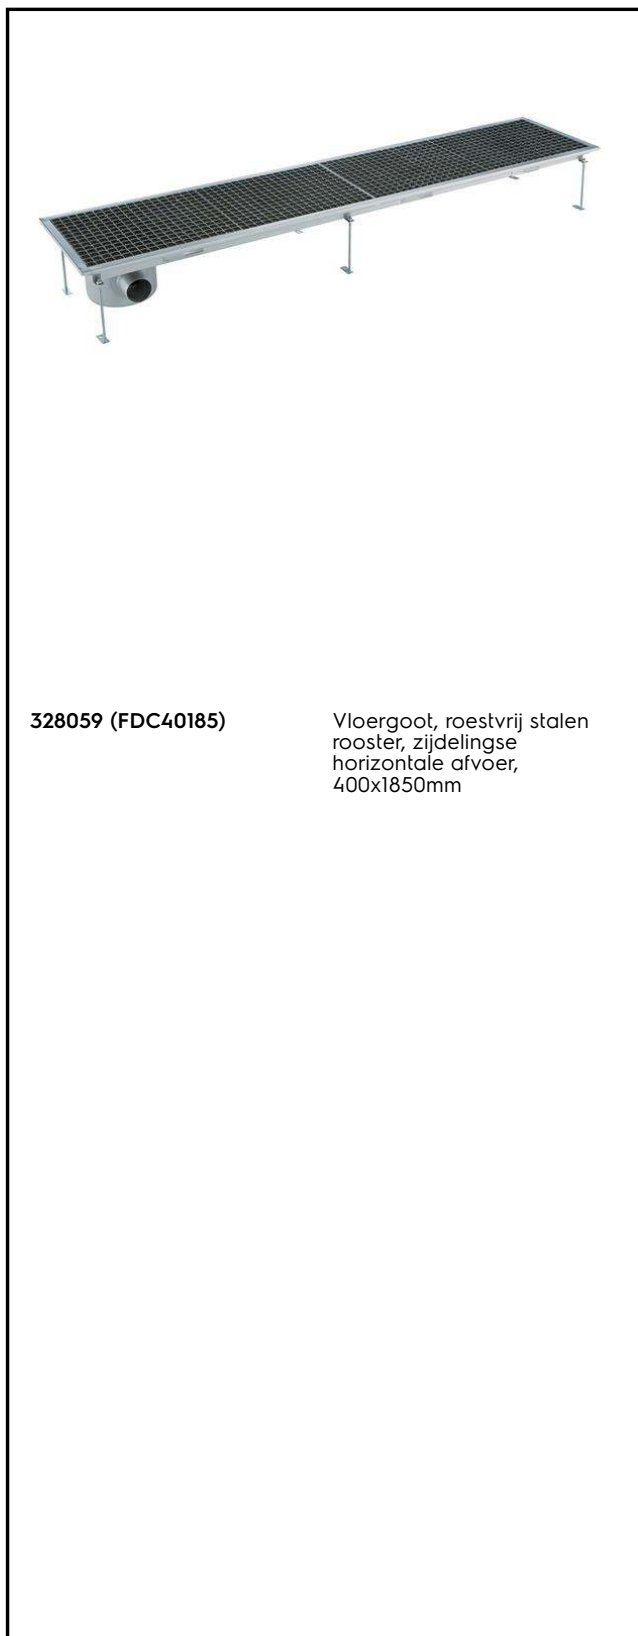 328059 (FDC40185)
Vloergoot, roestvrij stalen
rooster, zijdelingse
horizontale afvoer,
400x1850mm